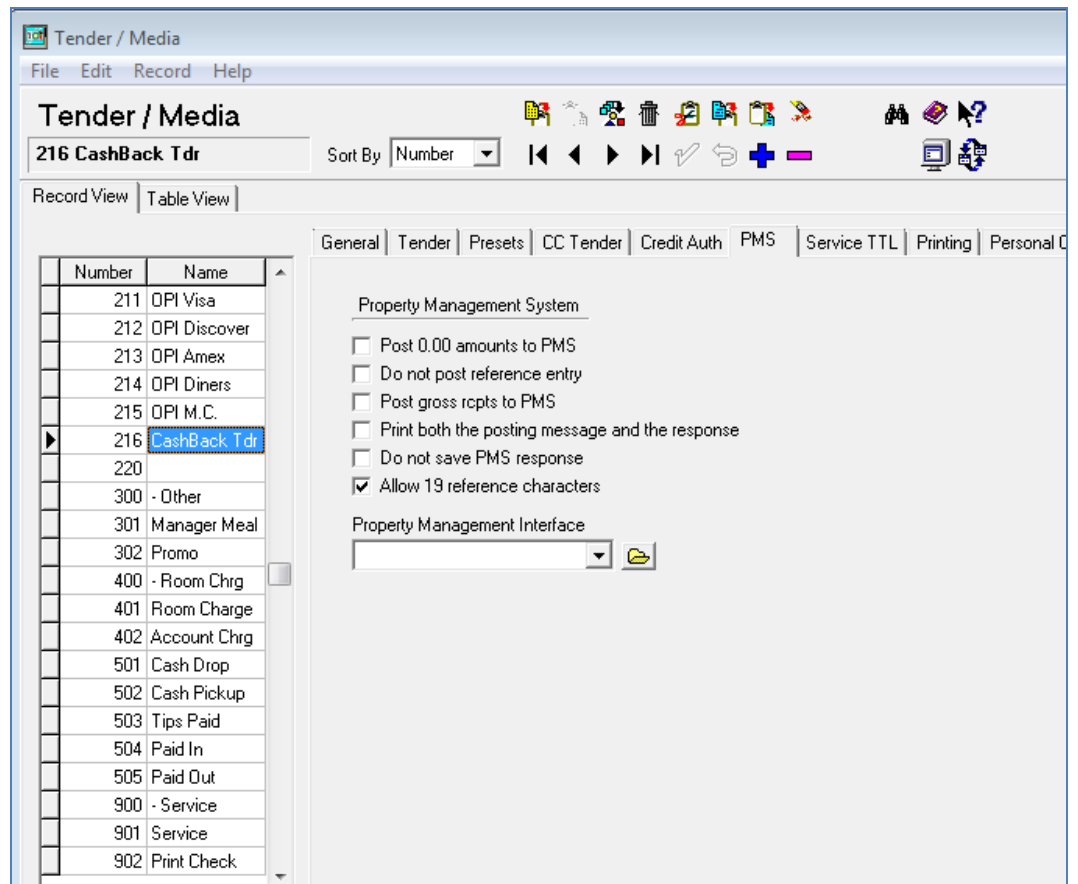 Tender / Media
File Edit Record Help
Tender / Media
216 CashBack Tdr
Sort By Number
Record View Table View
General Tender Presets CC Tender Credit Auth PMS Service TTL Printing Personal
Number Name
211 OPI Visa
212 OPI Discover
213 OPI Amex
214 OPI Diners
215 OPI M.C.
216 CashBack Tdr
220
300 - Other
301 Manager Meal
302 Promo
400 - Room Chrg
401 Room Charge
402 Account Chrg
501 Cash Drop
502 Cash Pickup
503 Tips Paid
504 Paid In
505 Paid Out
900 - Service
901 Service
902 Print Check
Property Management System
Post 0.00 amounts to PMS
Do not post reference entry
Post gross rcpts to PMS
Print both the posting message and the response
Do not save PMS response
Allow 19 reference characters
Property Management Interface